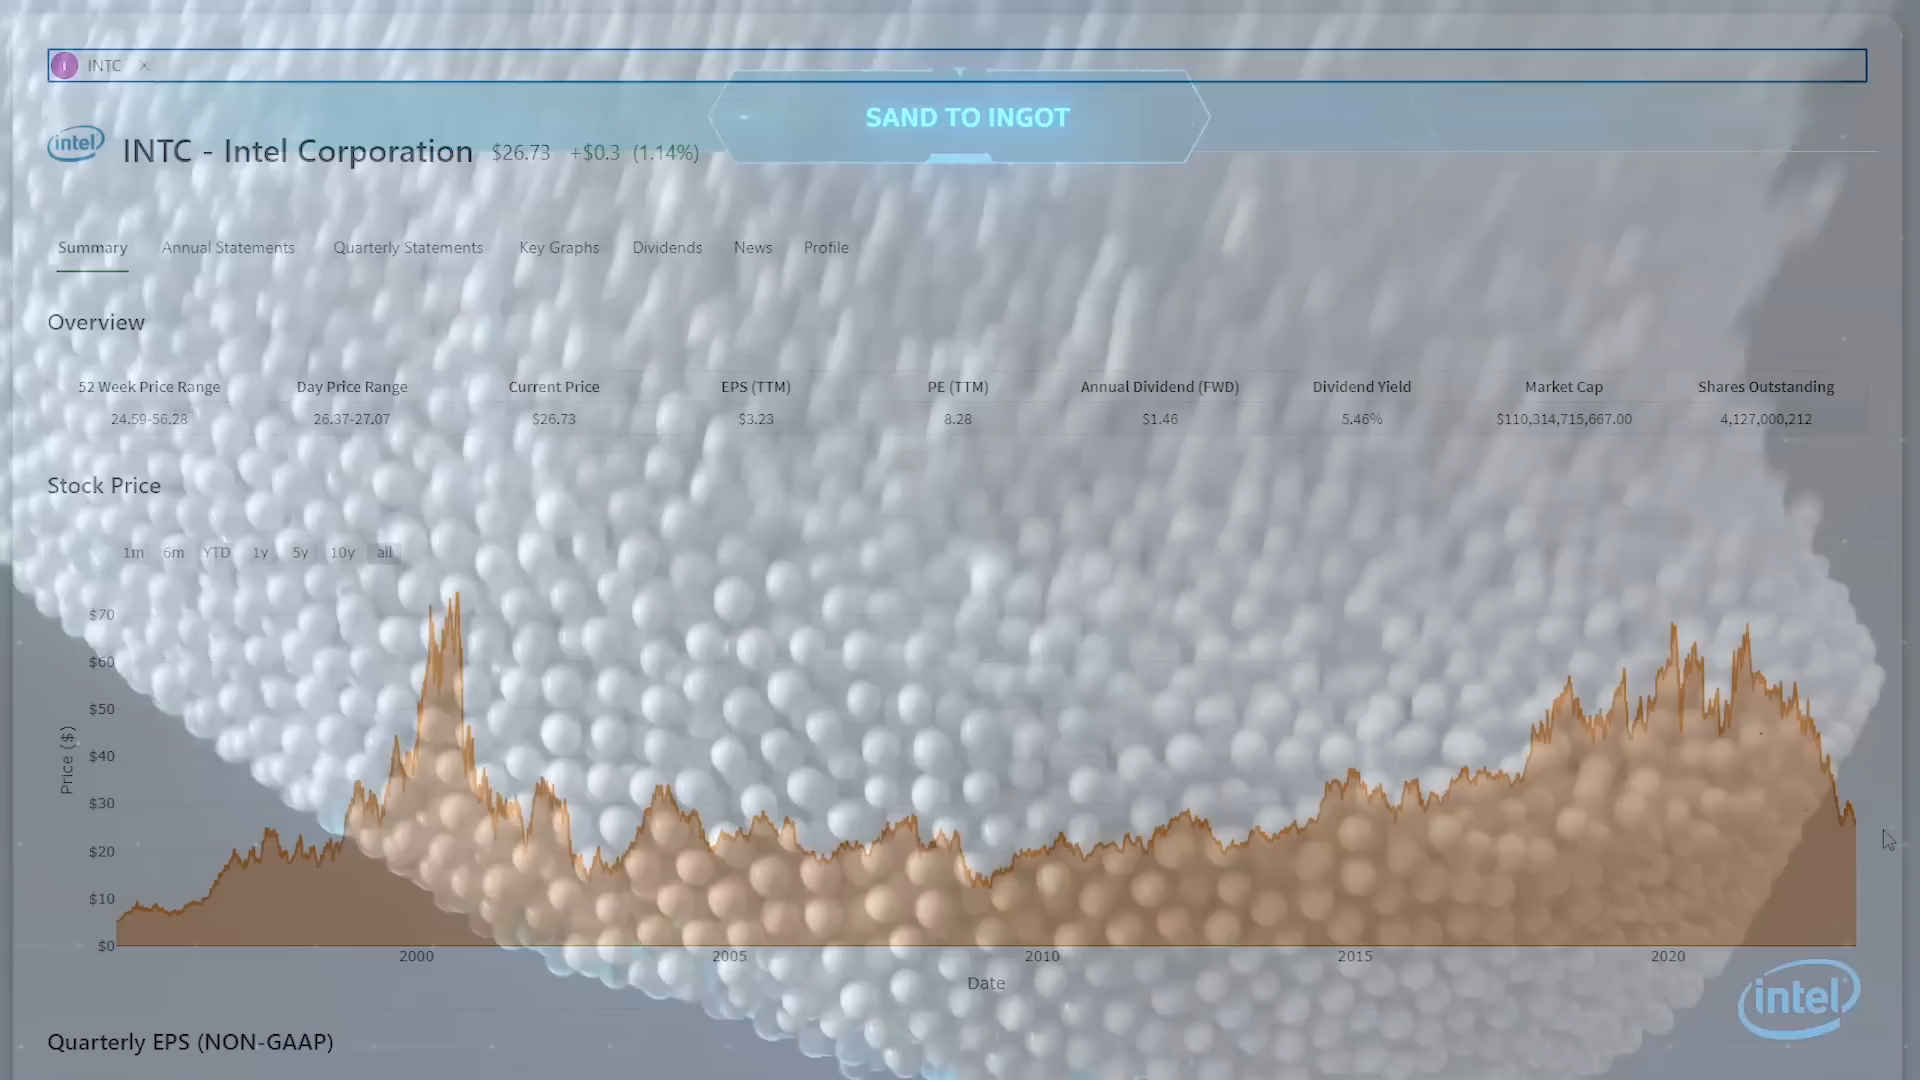 INTC ×
SAND TO INGOT
intel INTC - Intel Corporation $26.73 +$0.3 (1.14%)
Summary Annual Statements Quarterly Statements Key Graphs Dividends News Profile
Overview
52 Week Price Range Day Price Range Current Price EPS (TTM) PE (TTM) Annual Dividend (FWD) Dividend Yield Market Cap Shares Outstanding
24.59-56.28 26.37-27.07 $26.73 $3.23 8.28 $1.46 5.46% $110,314,715,667.00 4,127,000,212
Stock Price
1m 6m YTD 1y 5y 10y all
$70
$60
$50
$40
$30
$20
$10
$0
Price ($)
2000 2005 2010 2015 2020
Date
intel
Quarterly EPS (NON-GAAP)